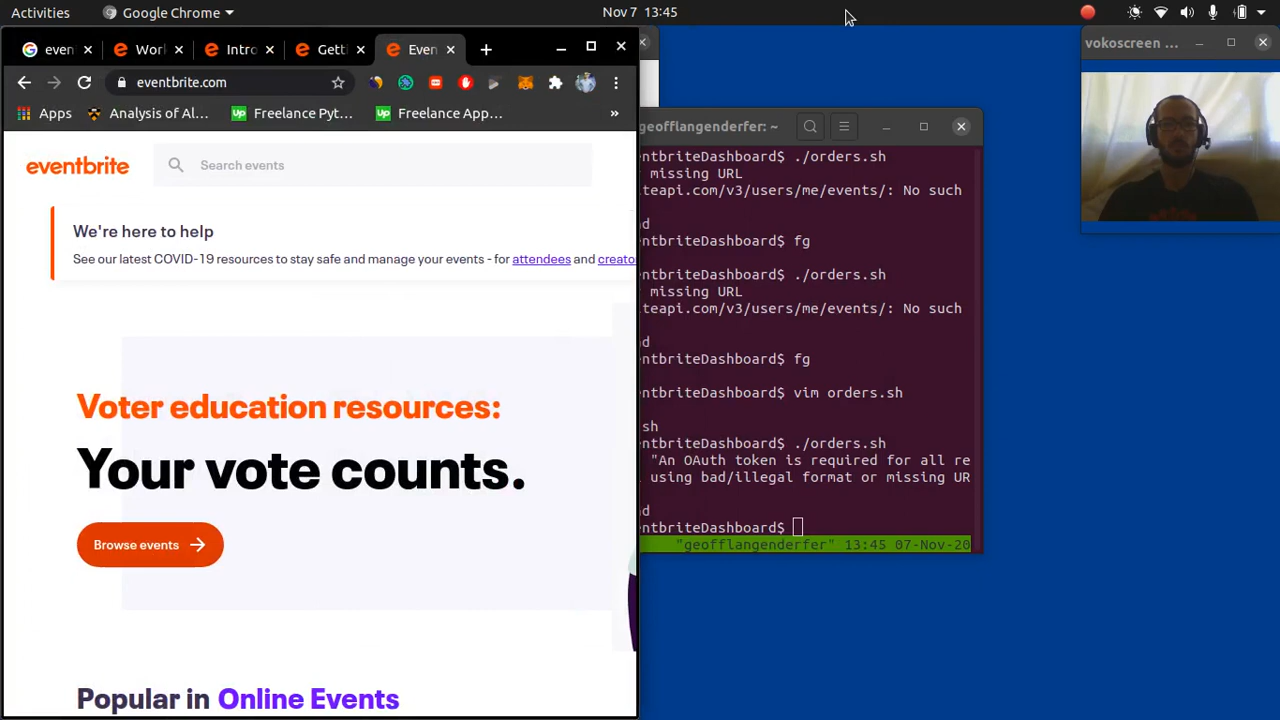 Activities
Google Chrome
Nov 7 13:45
even
Worl
Intro
Getti
Even
vokoscreen ...
eventbrite.com
Apps
Analysis of Al...
Freelance Pyt...
Freelance App...
»
eventbrite
Search events
We're here to help
See our latest COVID-19 resources to stay safe and manage your events - for attendees and creato
Voter education resources:
Your vote counts.
Browse events
Popular in Online Events
geofflangenderfer: ~
entbriteDashboard$ ./orders.sh
missing URL
iteapi.com/v3/users/me/events/: No such
nd
entbriteDashboard$ fg
entbriteDashboard$ ./orders.sh
missing URL
iteapi.com/v3/users/me/events/: No such
nd
entbriteDashboard$ fg
entbriteDashboard$ vim orders.sh
sh
entbriteDashboard$ ./orders.sh
"An OAuth token is required for all re
using bad/illegal format or missing UR
nd
entbriteDashboard$
"geofflangenderfer" 13:45 07-Nov-20